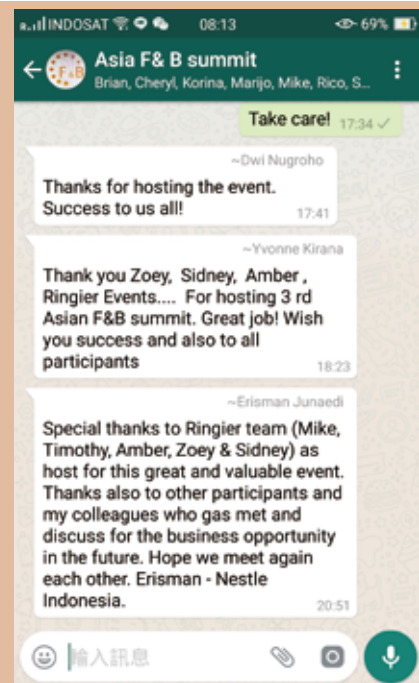 INDOSAT 08:13 69%
Asia F& B summit
Brian, Cheryl, Korina, Marijo, Mike, Rico, S...
Take care! 17:34
~Dwi Nugroho
Thanks for hosting the event.
Success to us all!
17:41
~Yvonne Kirana
Thank you Zoey, Sidney, Amber ,
Ringier Events.... For hosting 3 rd
Asian F&B summit. Great job! Wish
you success and also to all
participants
18:23
~Erisman Junaedi
Special thanks to Ringier team (Mike,
Timothy, Amber, Zoey & Sidney) as
host for this great and valuable event.
Thanks also to other participants and
my colleagues who gas met and
discuss for the business opportunity
in the future. Hope we meet again
each other. Erisman - Nestle
Indonesia.
20:51
輸入訊息